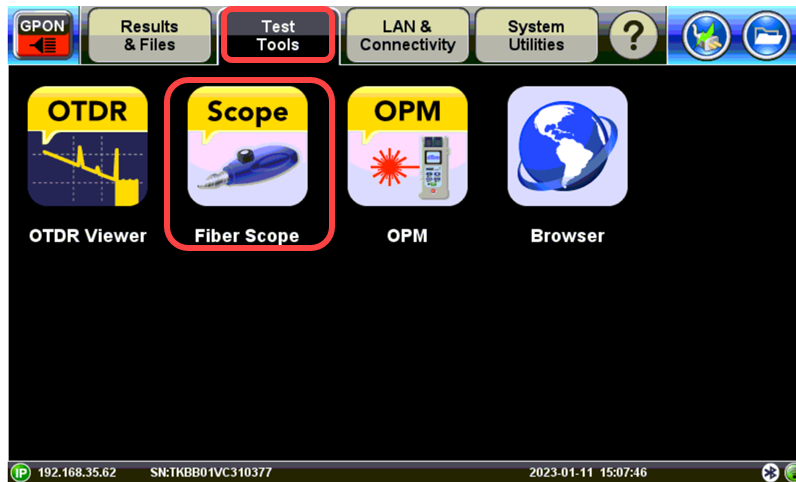 GPON
Results
& Files
Test
Tools
LAN &
Connectivity
System
Utilities
?
OTDR
Scope
OPM
OTDR Viewer
Fiber Scope
OPM
Browser
IP 192.168.35.62 SN:TKBB01VC310377 2023-01-11 15:07:46